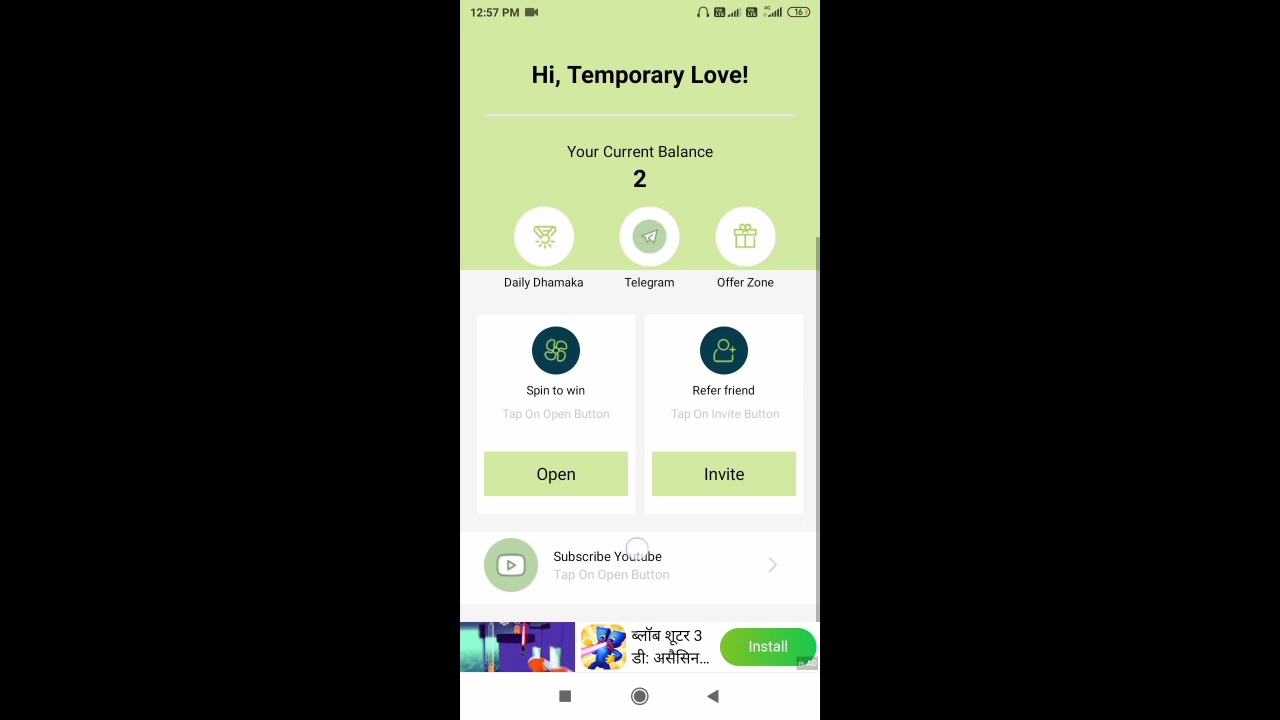 12:57 PM
16
Hi, Temporary Love!
Your Current Balance
2
Daily Dhamaka
Telegram
Offer Zone
Spin to win
Refer friend
Tap On Open Button
Tap On Invite Button
Open
Invite
Subscribe Youtube
Tap On Open Button
ब्लॉब शूटर 3
डी: असैसिन...
Install
AD